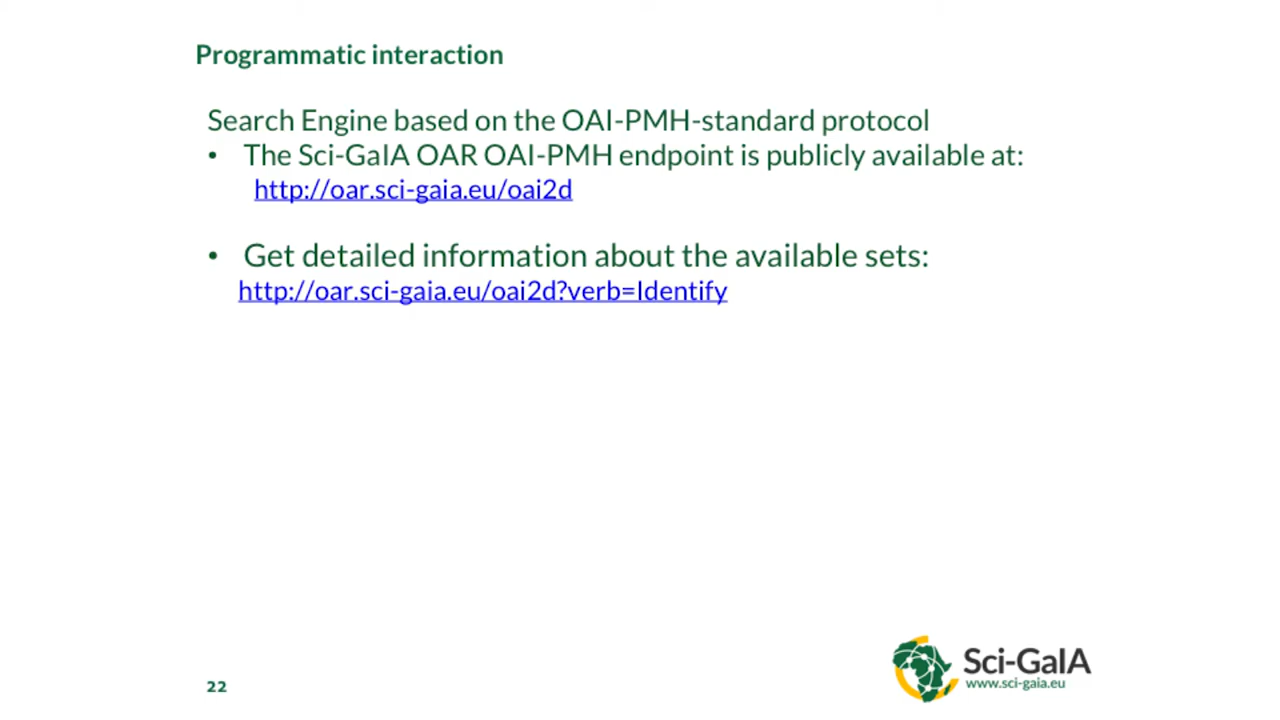 Programmatic interaction
Search Engine based on the OAI-PMH-standard protocol
• The Sci-GaIA OAR OAI-PMH endpoint is publicly available at:
http://oar.sci-gaia.eu/oai2d
• Get detailed information about the available sets:
http://oar.sci-gaia.eu/oai2d?verb=Identify
Sci-GaIA
www.sci-gaia.eu
22